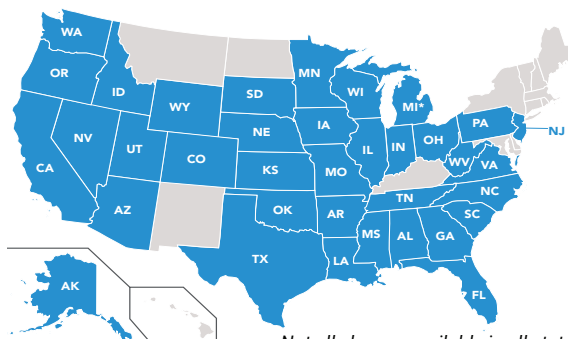 WA
OR
ID
MN
WI
MI*
SD
WY
NV
NE
IA
PA
NJ
IL
IN
OH
UT
CO
CA
KS
MO
WV
VA
NC
TN
AZ
OK
AR
SC
MS
AL
GA
TX
LA
AK
FL